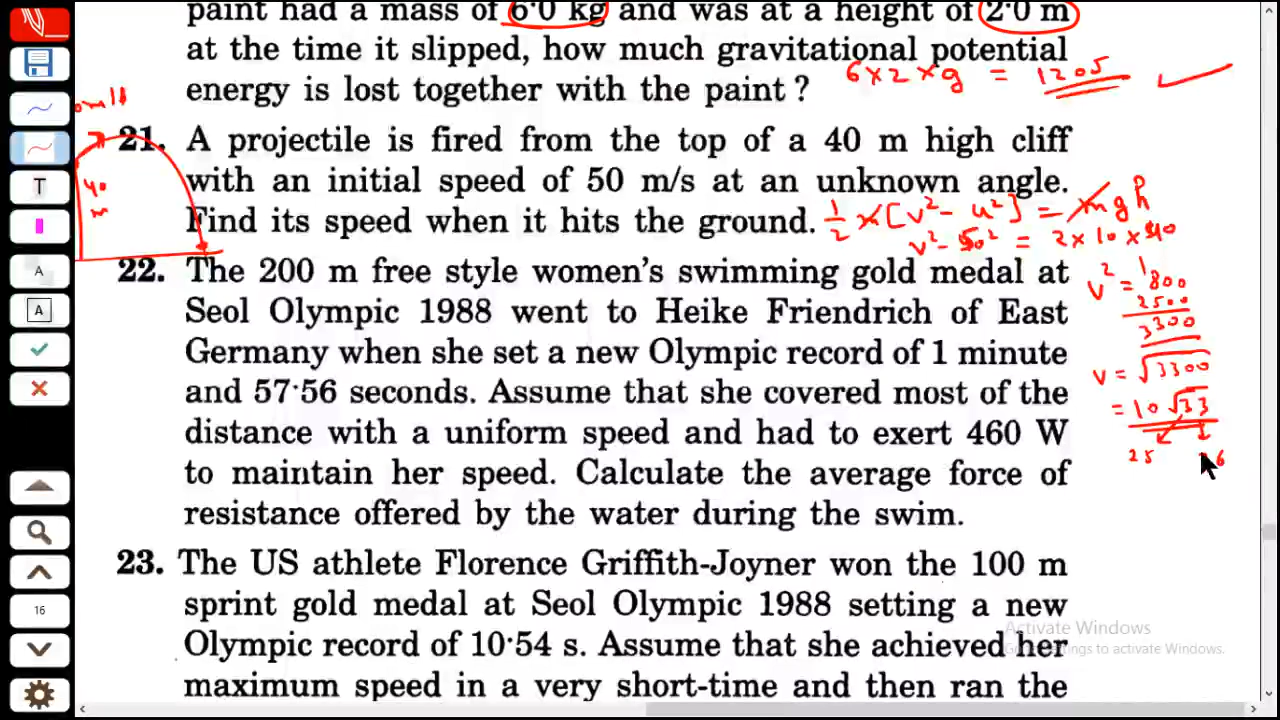 paint had a mass of 6·0 kg and was at a height of 2·0 m
at the time it slipped, how much gravitational potential
6×2×g = 120J
energy is lost together with the paint ?
21. A projectile is fired from the top of a 40 m high cliff
40 m
with an initial speed of 50 m/s at an unknown angle.
Find its speed when it hits the ground.
1/2 m[v² - u²] = mgh
v² - 50² = 2×10×40
v² = 800
2500
3300
v = √3300
= 10√33
25
22. The 200 m free style women's swimming gold medal at
Seol Olympic 1988 went to Heike Friendrich of East
Germany when she set a new Olympic record of 1 minute
and 57·56 seconds. Assume that she covered most of the
distance with a uniform speed and had to exert 460 W
to maintain her speed. Calculate the average force of
resistance offered by the water during the swim.
23. The US athlete Florence Griffith-Joyner won the 100 m
sprint gold medal at Seol Olympic 1988 setting a new
Olympic record of 10·54 s. Assume that she achieved her
maximum speed in a very short-time and then ran the
T
A
A
16
Activate Windows
Go to Settings to activate Windows.